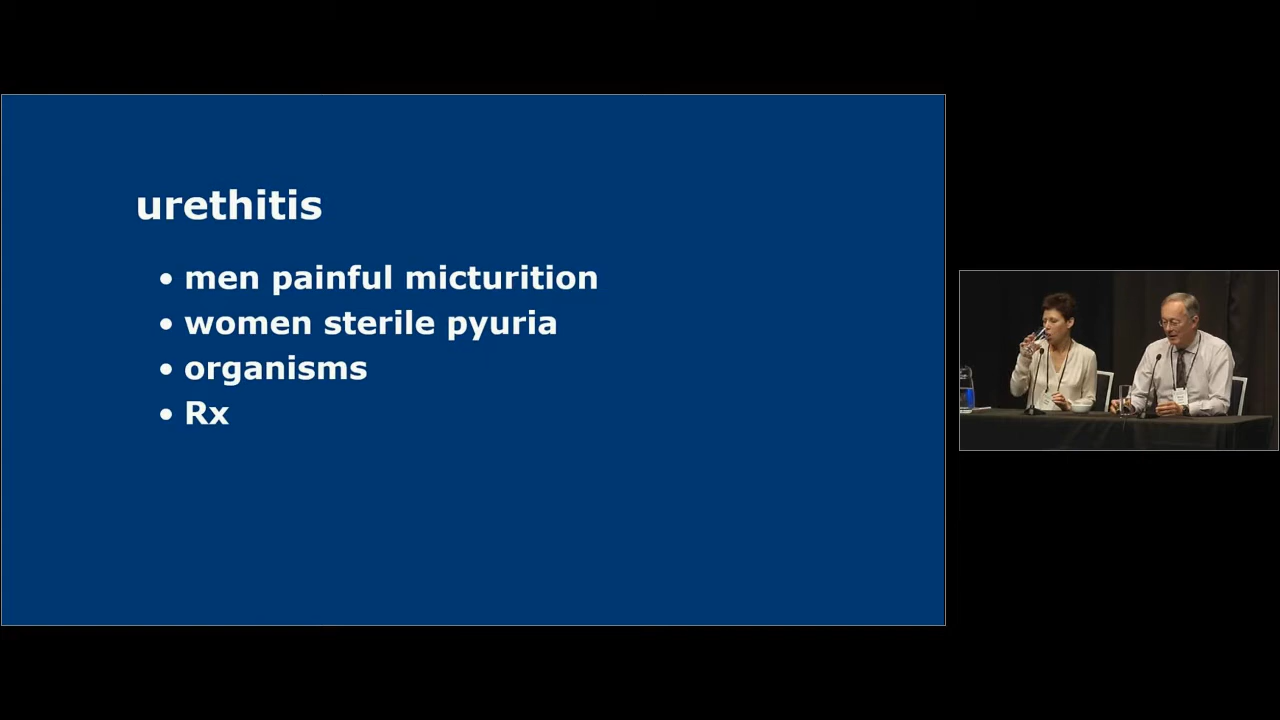 urethitis
• men painful micturition
• women sterile pyuria
• organisms
• Rx